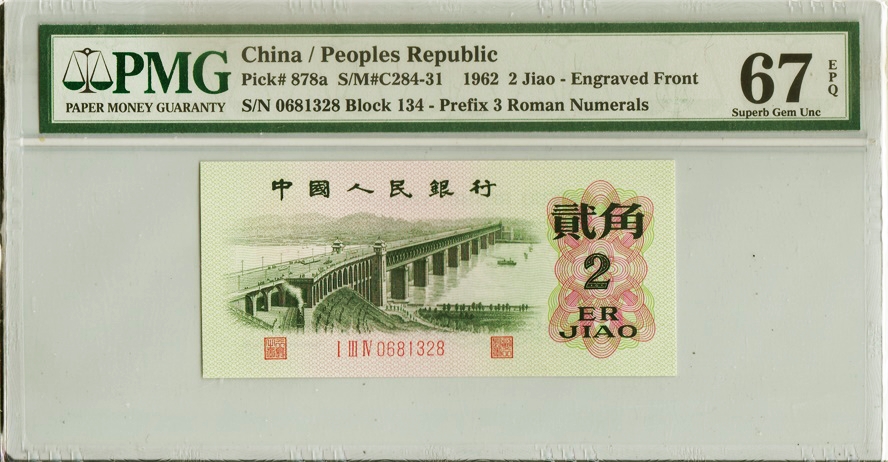 PMG
PAPER MONEY GUARANTY
China / Peoples Republic
Pick# 878a S/M#C284-31 1962 2 Jiao - Engraved Front
S/N 0681328 Block 134 - Prefix 3 Roman Numerals
67
EPQ
Superb Gem Unc
中國人民銀行
貳角
2
ER
JIAO
I III IV 0681328